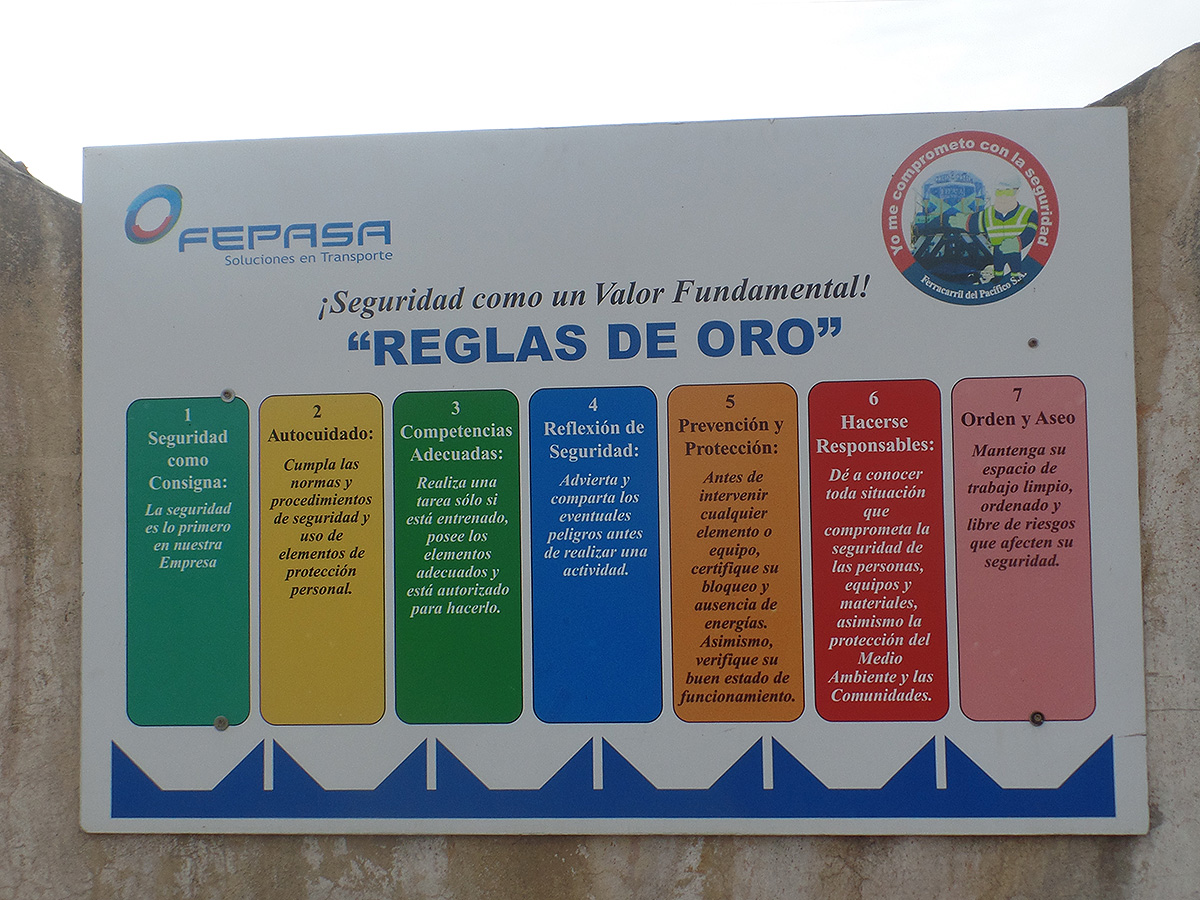 FEPASA
Soluciones en Transporte
Yo me comprometo con la seguridad
Ferracarril del Pacífico S.A.
¡Seguridad como un Valor Fundamental!
“REGLAS DE ORO”
1
Seguridad
como
Consigna:
La seguridad
es lo primero
en nuestra
Empresa
2
Autocuidado:
Cumpla las
normas y
procedimientos
de seguridad y
uso de
elementos de
protección
personal.
3
Competencias
Adecuadas:
Realiza una
tarea sólo si
está entrenado,
posee los
elementos
adecuados y
está autorizado
para hacerlo.
4
Reflexión de
Seguridad:
Advierta y
comparta los
eventuales
peligros antes
de realizar una
actividad.
5
Prevención y
Protección:
Antes de
intervenir
cualquier
elemento o
equipo,
certifique su
bloqueo y
ausencia de
energías.
Asimismo,
verifique su
buen estado de
funcionamiento.
6
Hacerse
Responsables:
Dé a conocer
toda situación
que
comprometa la
seguridad de
las personas,
equipos y
materiales,
asimismo la
protección del
Medio
Ambiente y las
Comunidades.
7
Orden y Aseo
Mantenga su
espacio de
trabajo limpio,
ordenado y
libre de riesgos
que afecten su
seguridad.